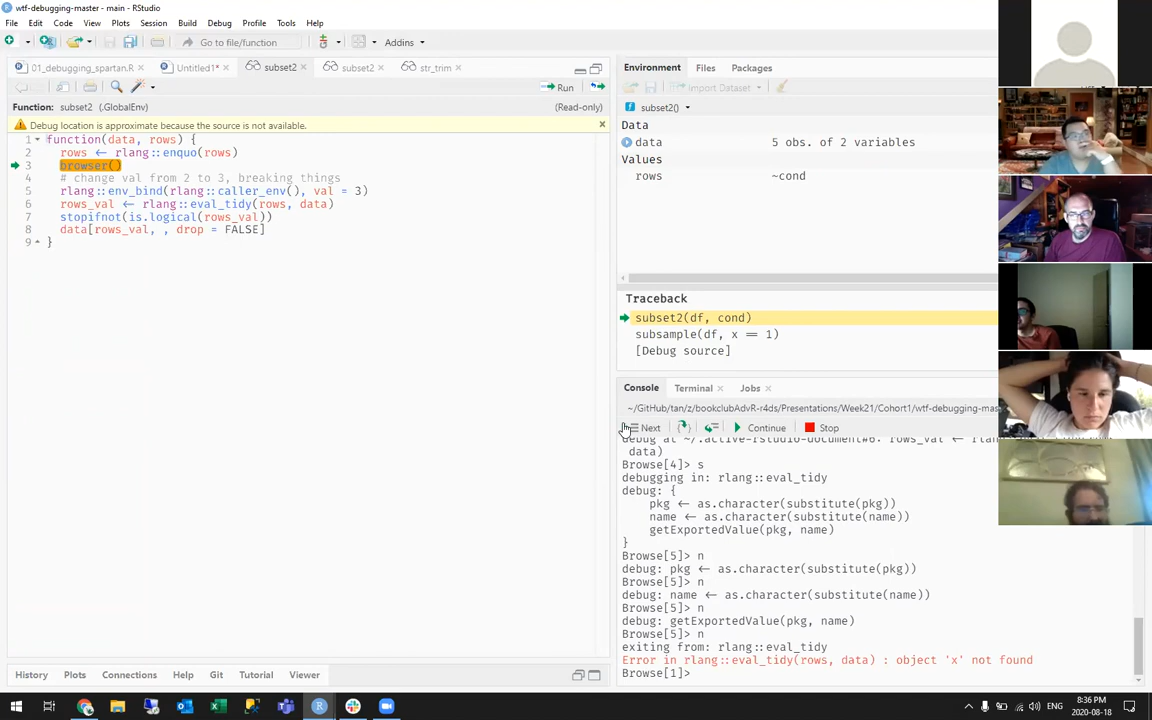 wtf-debugging-master - main - RStudio
File Edit Code View Plots Session Build Debug Profile Tools Help
Go to file/function Addins
01_debugging_spartan.R Untitled1* subset2 subset2 str_trim
Run
Function: subset2 (.GlobalEnv) (Read-only)
Debug location is approximate because the source is not available.
1 function(data, rows) {
2 rows ← rlang::enquo(rows)
3 browser()
4 # change val from 2 to 3, breaking things
5 rlang::env_bind(rlang::caller_env(), val = 3)
6 rows_val ← rlang::eval_tidy(rows, data)
7 stopifnot(is.logical(rows_val))
8 data[rows_val, , drop = FALSE]
9 }
History Plots Connections Help Git Tutorial Viewer
Environment Files Packages
Import Dataset
subset2()
Data
data 5 obs. of 2 variables
Values
rows ~cond
Traceback
subset2(df, cond)
subsample(df, x == 1)
[Debug source]
Console Terminal Jobs
~/GitHub/tan/z/bookclubAdvR-r4ds/Presentations/Week21/Cohort1/wtf-debugging-mas
Next Continue Stop
data)
Browse[4]> s
debugging in: rlang::eval_tidy
debug: {
pkg ← as.character(substitute(pkg))
name ← as.character(substitute(name))
getExportedValue(pkg, name)
}
Browse[5]> n
debug: pkg ← as.character(substitute(pkg))
Browse[5]> n
debug: name ← as.character(substitute(name))
Browse[5]> n
debug: getExportedValue(pkg, name)
Browse[5]> n
exiting from: rlang::eval_tidy
Error in rlang::eval_tidy(rows, data) : object 'x' not found
Browse[1]>
ENG
8:36 PM
2020-08-18